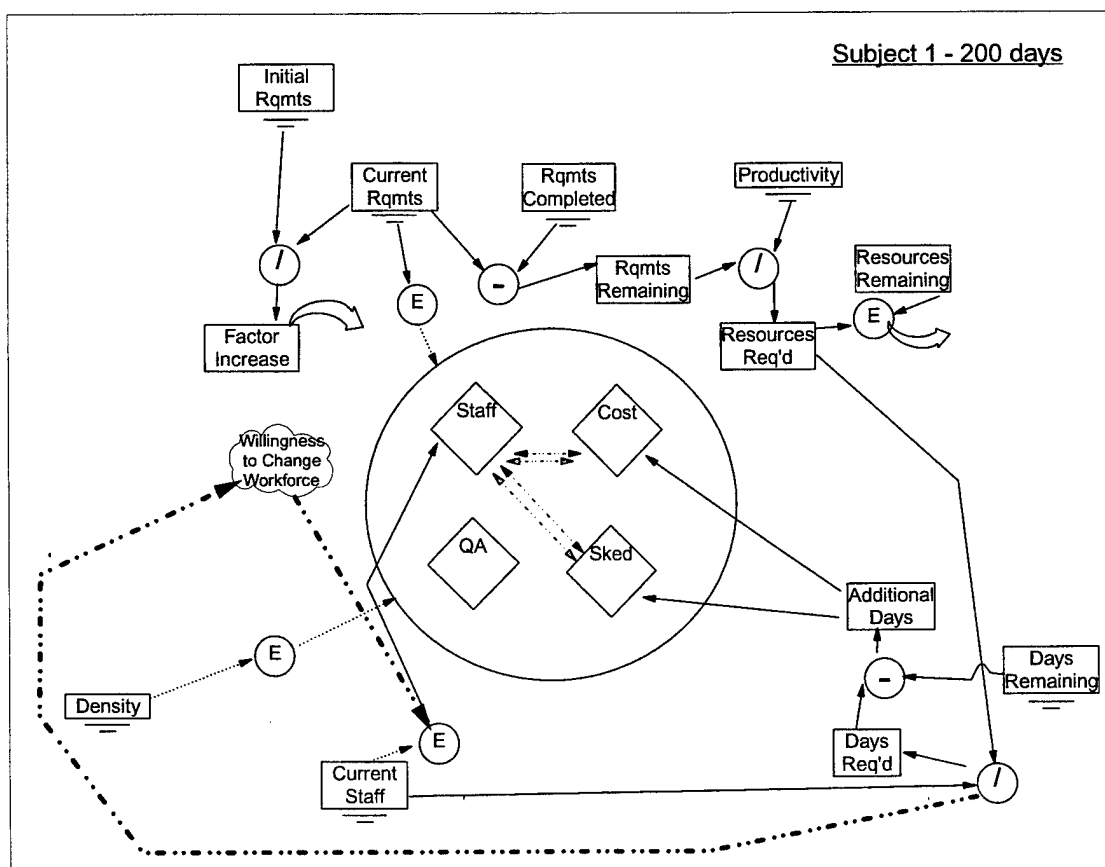 Subject 1 - 200 days
Initial
Rqmts
Current
Rqmts
Rqmts
Completed
Productivity
/
-
Rqmts
Remaining
/
Resources
Remaining
E
E
Factor
Increase
Resources
Req'd
Staff
Cost
Willingness
to Change
Workforce
QA
Sked
Additional
Days
E
-
Days
Remaining
Density
E
Days
Req'd
Current
Staff
/